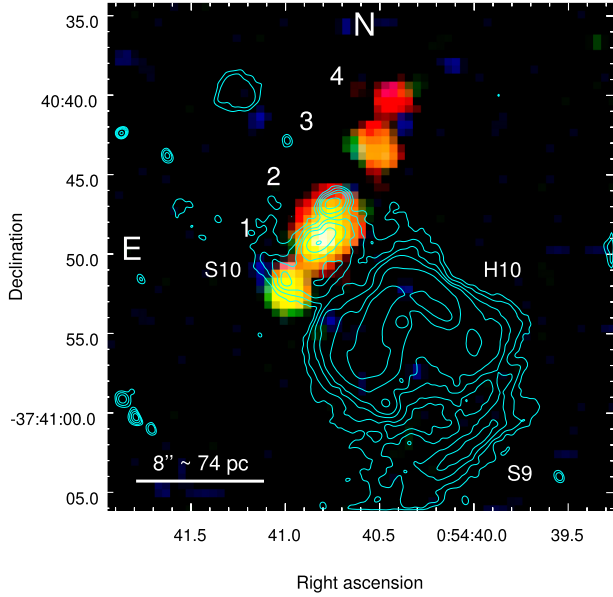 35.0
N
4
40:40.0
3
45.0
2
1
E
50.0
S10
H10
Declination
55.0
-37:41:00.0
8’’ ~ 74 pc
S9
05.0
41.5
41.0
40.5
0:54:40.0
39.5
Right ascension